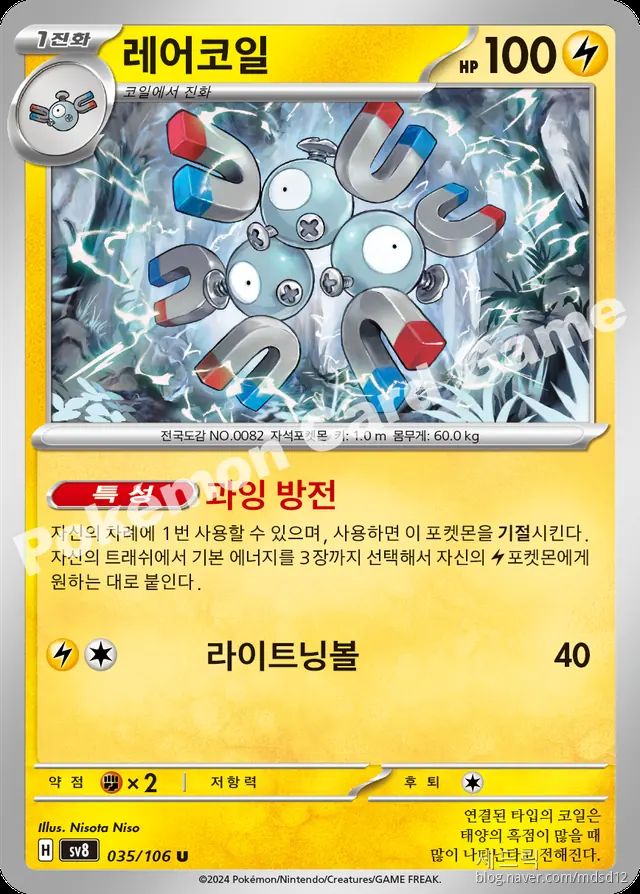 1진화
레어코일
HP 100
코일에서 진화
전국도감 NO.0082 자석포켓몬 키: 1.0 m 몸무게: 60.0 kg
특성 과잉 방전
자신의 차례에 1번 사용할 수 있으며, 사용하면 이 포켓몬을 기절시킨다.
자신의 트래쉬에서 기본 에너지를 3장까지 선택해서 자신의 포켓몬에게
원하는 대로 붙인다.
라이트닝볼 40
약점 ×2 저항력 후퇴
Illus. Nisota Niso
H sv8 035/106 U
연결된 타입의 코일은
태양의 흑점이 많을 때
많이 나타난다고 전해진다.
©2024 Pokémon/Nintendo/Creatures/GAME FREAK.
Pokémon Card Game
blog.naver.com/mdsd12